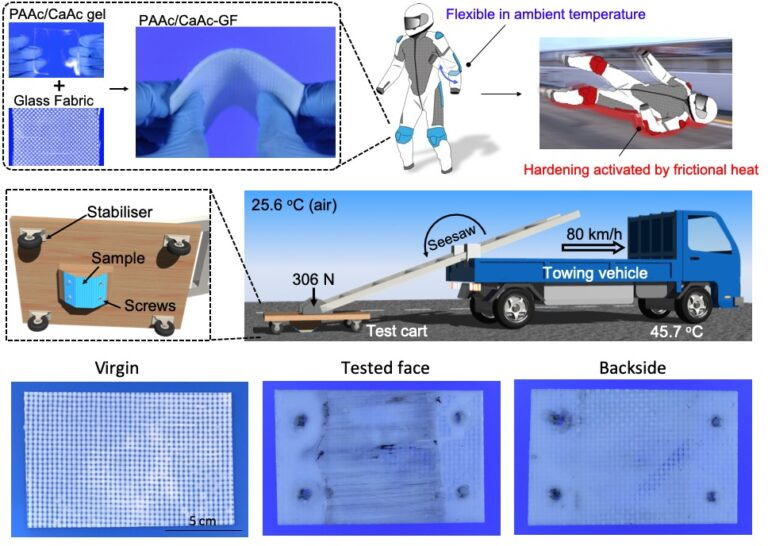 PAAc/CaAc gel
PAAc/CaAc-GF
+
Glass Fabric
Flexible in ambient temperature
Hardening activated by frictional heat
Stabiliser
Sample
Screws
25.6 °C (air)
Seesaw
80 km/h
306 N
Towing vehicle
Test cart
45.7 °C
Virgin
Tested face
Backside
5 cm